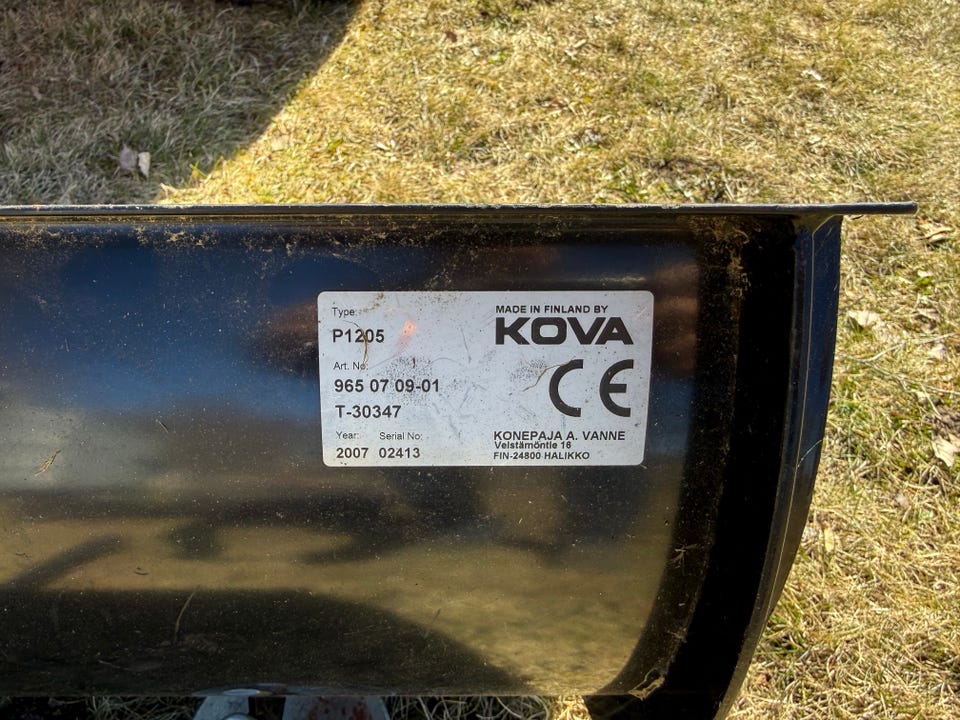 Type:
P1205
Art. No:
965 07 09-01
T-30347
Year: Serial No:
2007 02413
MADE IN FINLAND BY
KOVA
CE
KONEPAJA A. VANNE
Veistämöntie 16
FIN-24800 HALIKKO